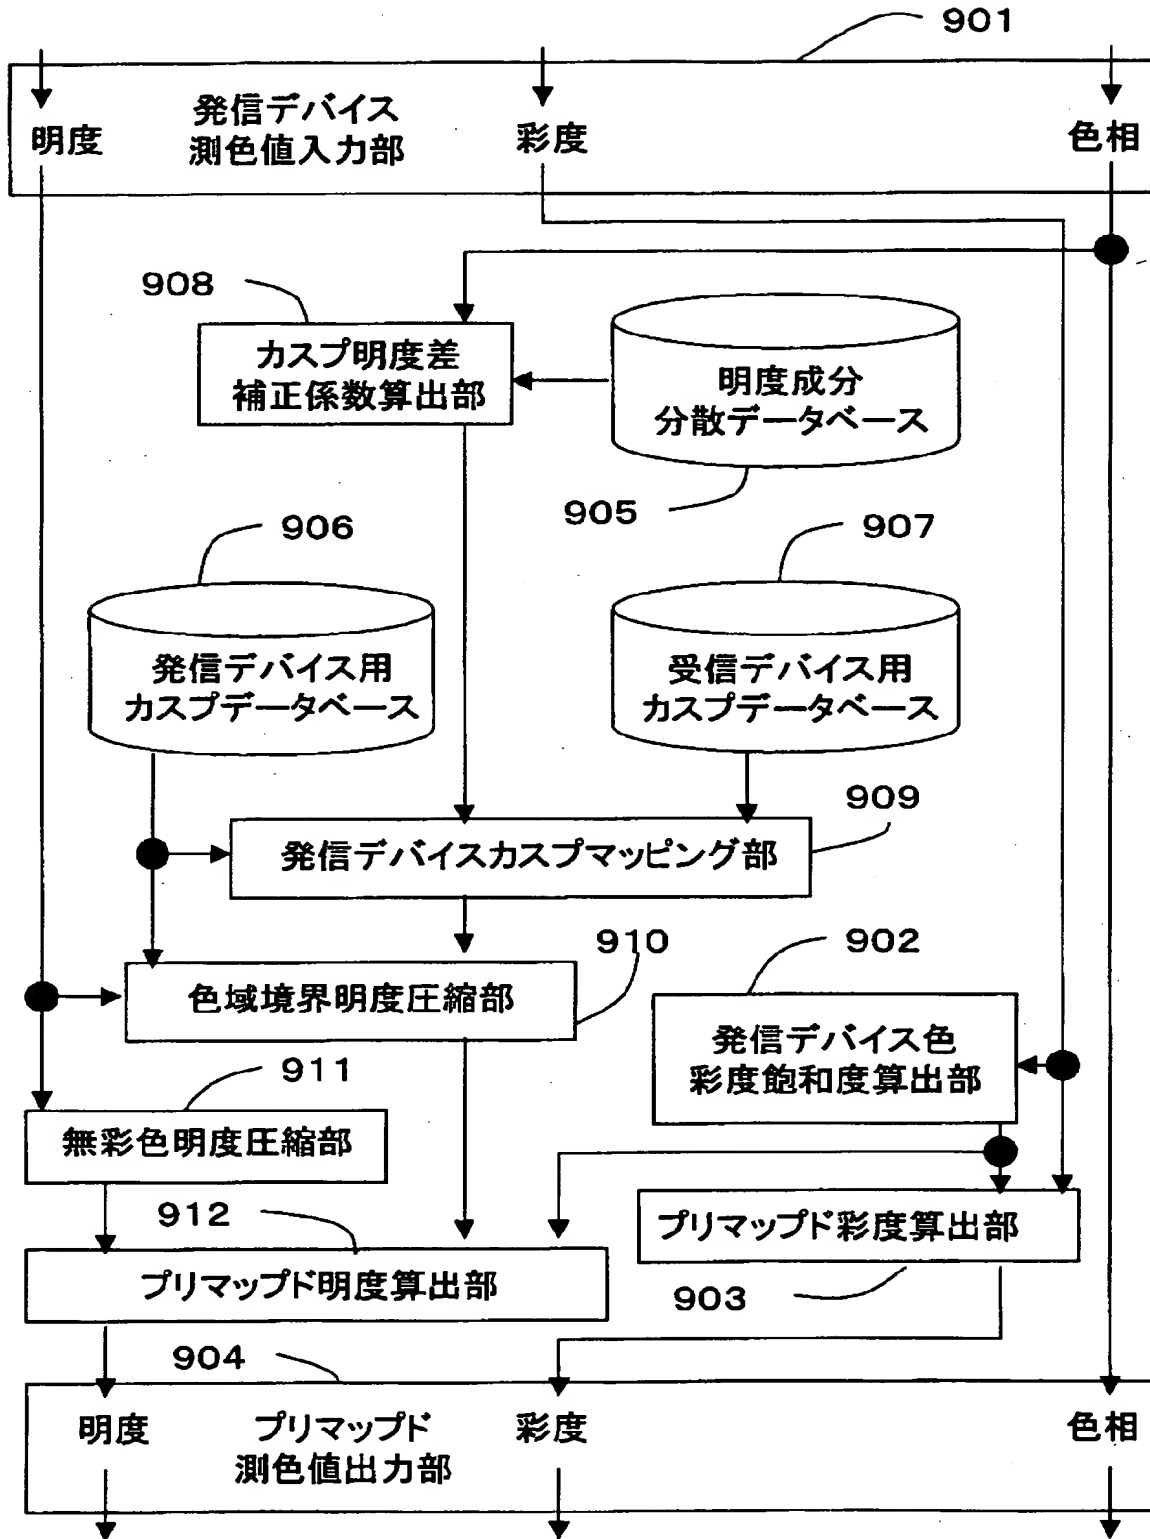 901
発信デバイス
測色値入力部
明度
彩度
色相
908
カスプ明度差
補正係数算出部
明度成分
分散データベース
905
906
907
発信デバイス用
カスプデータベース
受信デバイス用
カスプデータベース
909
発信デバイスカスプマッピング部
910
902
色域境界明度圧縮部
発信デバイス色
彩度飽和度算出部
911
無彩色明度圧縮部
912
プリマップド彩度算出部
プリマップド明度算出部
903
904
明度
プリマップド
測色値出力部
彩度
色相